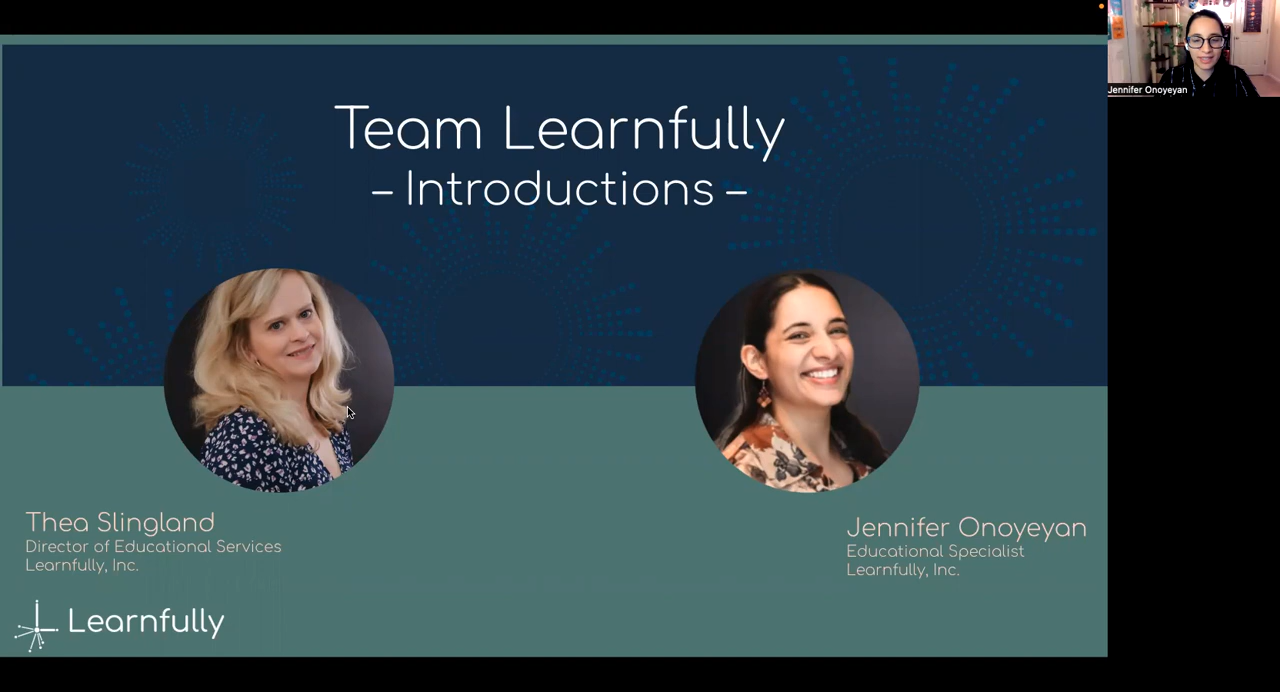 Jennifer Onoyeyan
Team Learnfully
– Introductions –
Thea Slingland
Director of Educational Services
Learnfully, Inc.
Jennifer Onoyeyan
Educational Specialist
Learnfully, Inc.
Learnfully